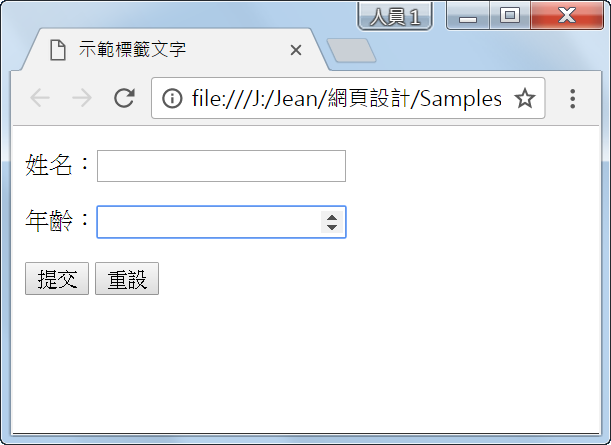 人員 1
示範標籤文字
file:///J:/Jean/網頁設計/Samples
姓名：
年齡：
提交 重設